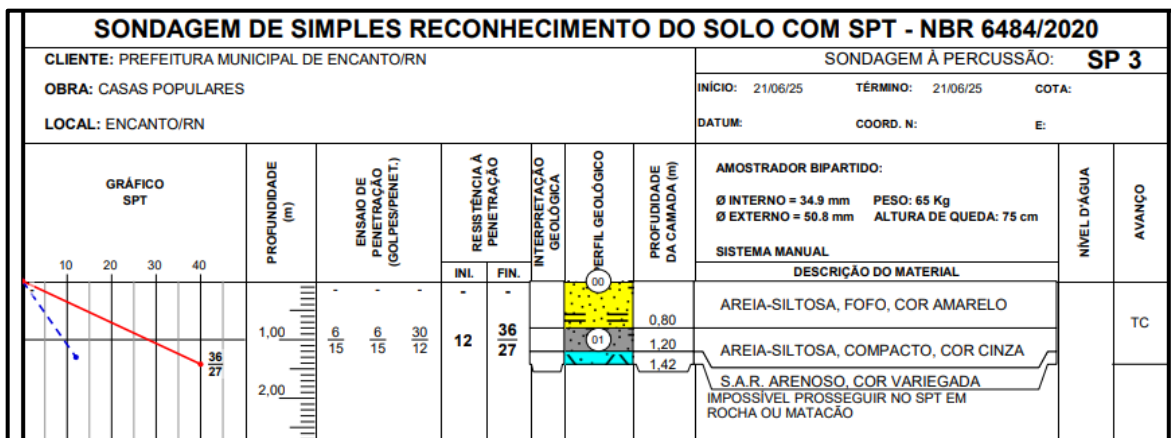 SONDAGEM DE SIMPLES RECONHECIMENTO DO SOLO COM SPT - NBR 6484/2020
CLIENTE: PREFEITURA MUNICIPAL DE ENCANTO/RN
SONDAGEM À PERCUSSÃO: SP 3
OBRA: CASAS POPULARES
INÍCIO: 21/06/25 TÉRMINO: 21/06/25 COTA:
LOCAL: ENCANTO/RN
DATUM: COORD. N: E:
GRÁFICO
SPT
PROFUNDIDADE
(m)
ENSAIO DE
PENETRAÇÃO
(GOLPES/PENET.)
RESISTÊNCIA À
PENETRAÇÃO
INI. FIN.
INTERPRETAÇÃO
GEOLÓGICA
PERFIL GEOLÓGICO
PROFUDIDADE
DA CAMADA (m)
AMOSTRADOR BIPARTIDO:
Ø INTERNO = 34.9 mm PESO: 65 Kg
Ø EXTERNO = 50.8 mm ALTURA DE QUEDA: 75 cm
SISTEMA MANUAL
DESCRIÇÃO DO MATERIAL
NÍVEL D'ÁGUA
AVANÇO
10 20 30 40
00
- - - - -
AREIA-SILTOSA, FOFO, COR AMARELO
0,80
TC
1,00
6
15
6
15
30
12
12
36
27
01
1,20
AREIA-SILTOSA, COMPACTO, COR CINZA
36
27
1,42
S.A.R. ARENOSO, COR VARIEGADA
2,00
IMPOSSÍVEL PROSSEGUIR NO SPT EM
ROCHA OU MATACÃO